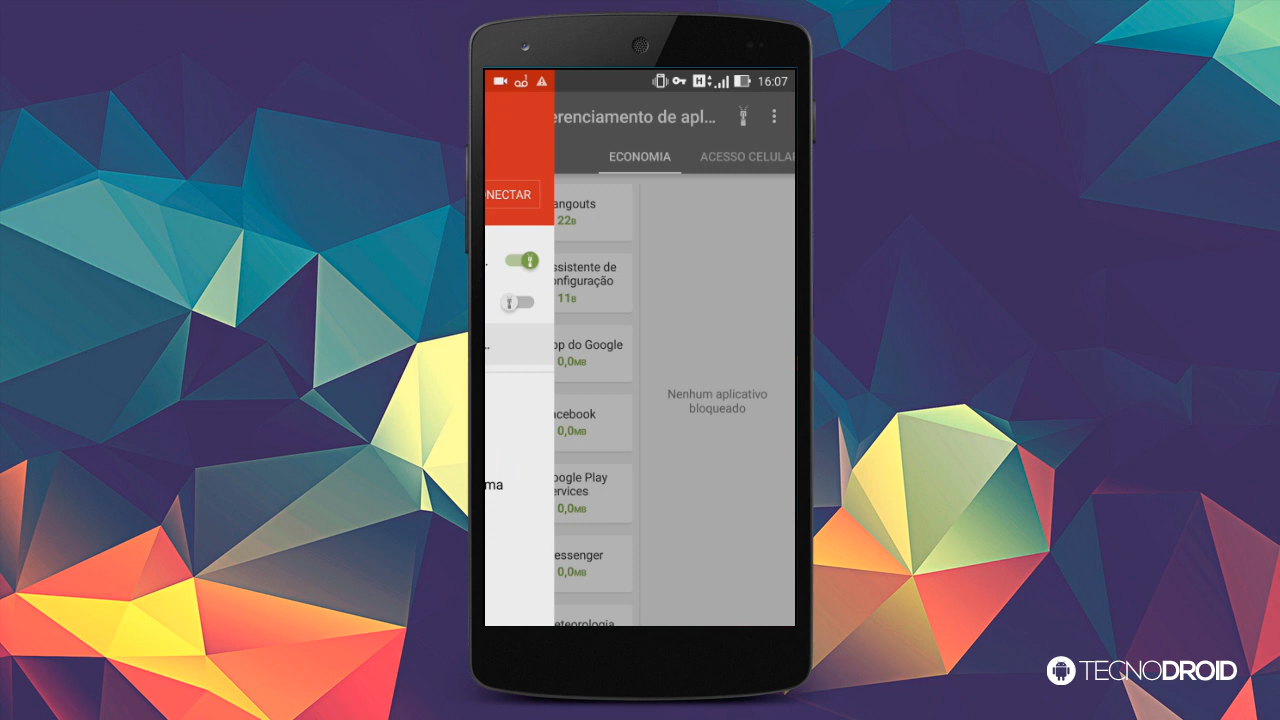 1
H
16:07
erenciamento de apl...
ECONOMIA
ACESSO CELULAR
NECTAR
angouts
22B
ssistente de
onfiguração
11B
pp do Google
0,0MB
acebook
0,0MB
oogle Play
ervices
0,0MB
essenger
0,0MB
eteorologia
ma
Nenhum aplicativo
bloqueado
TECNODROID